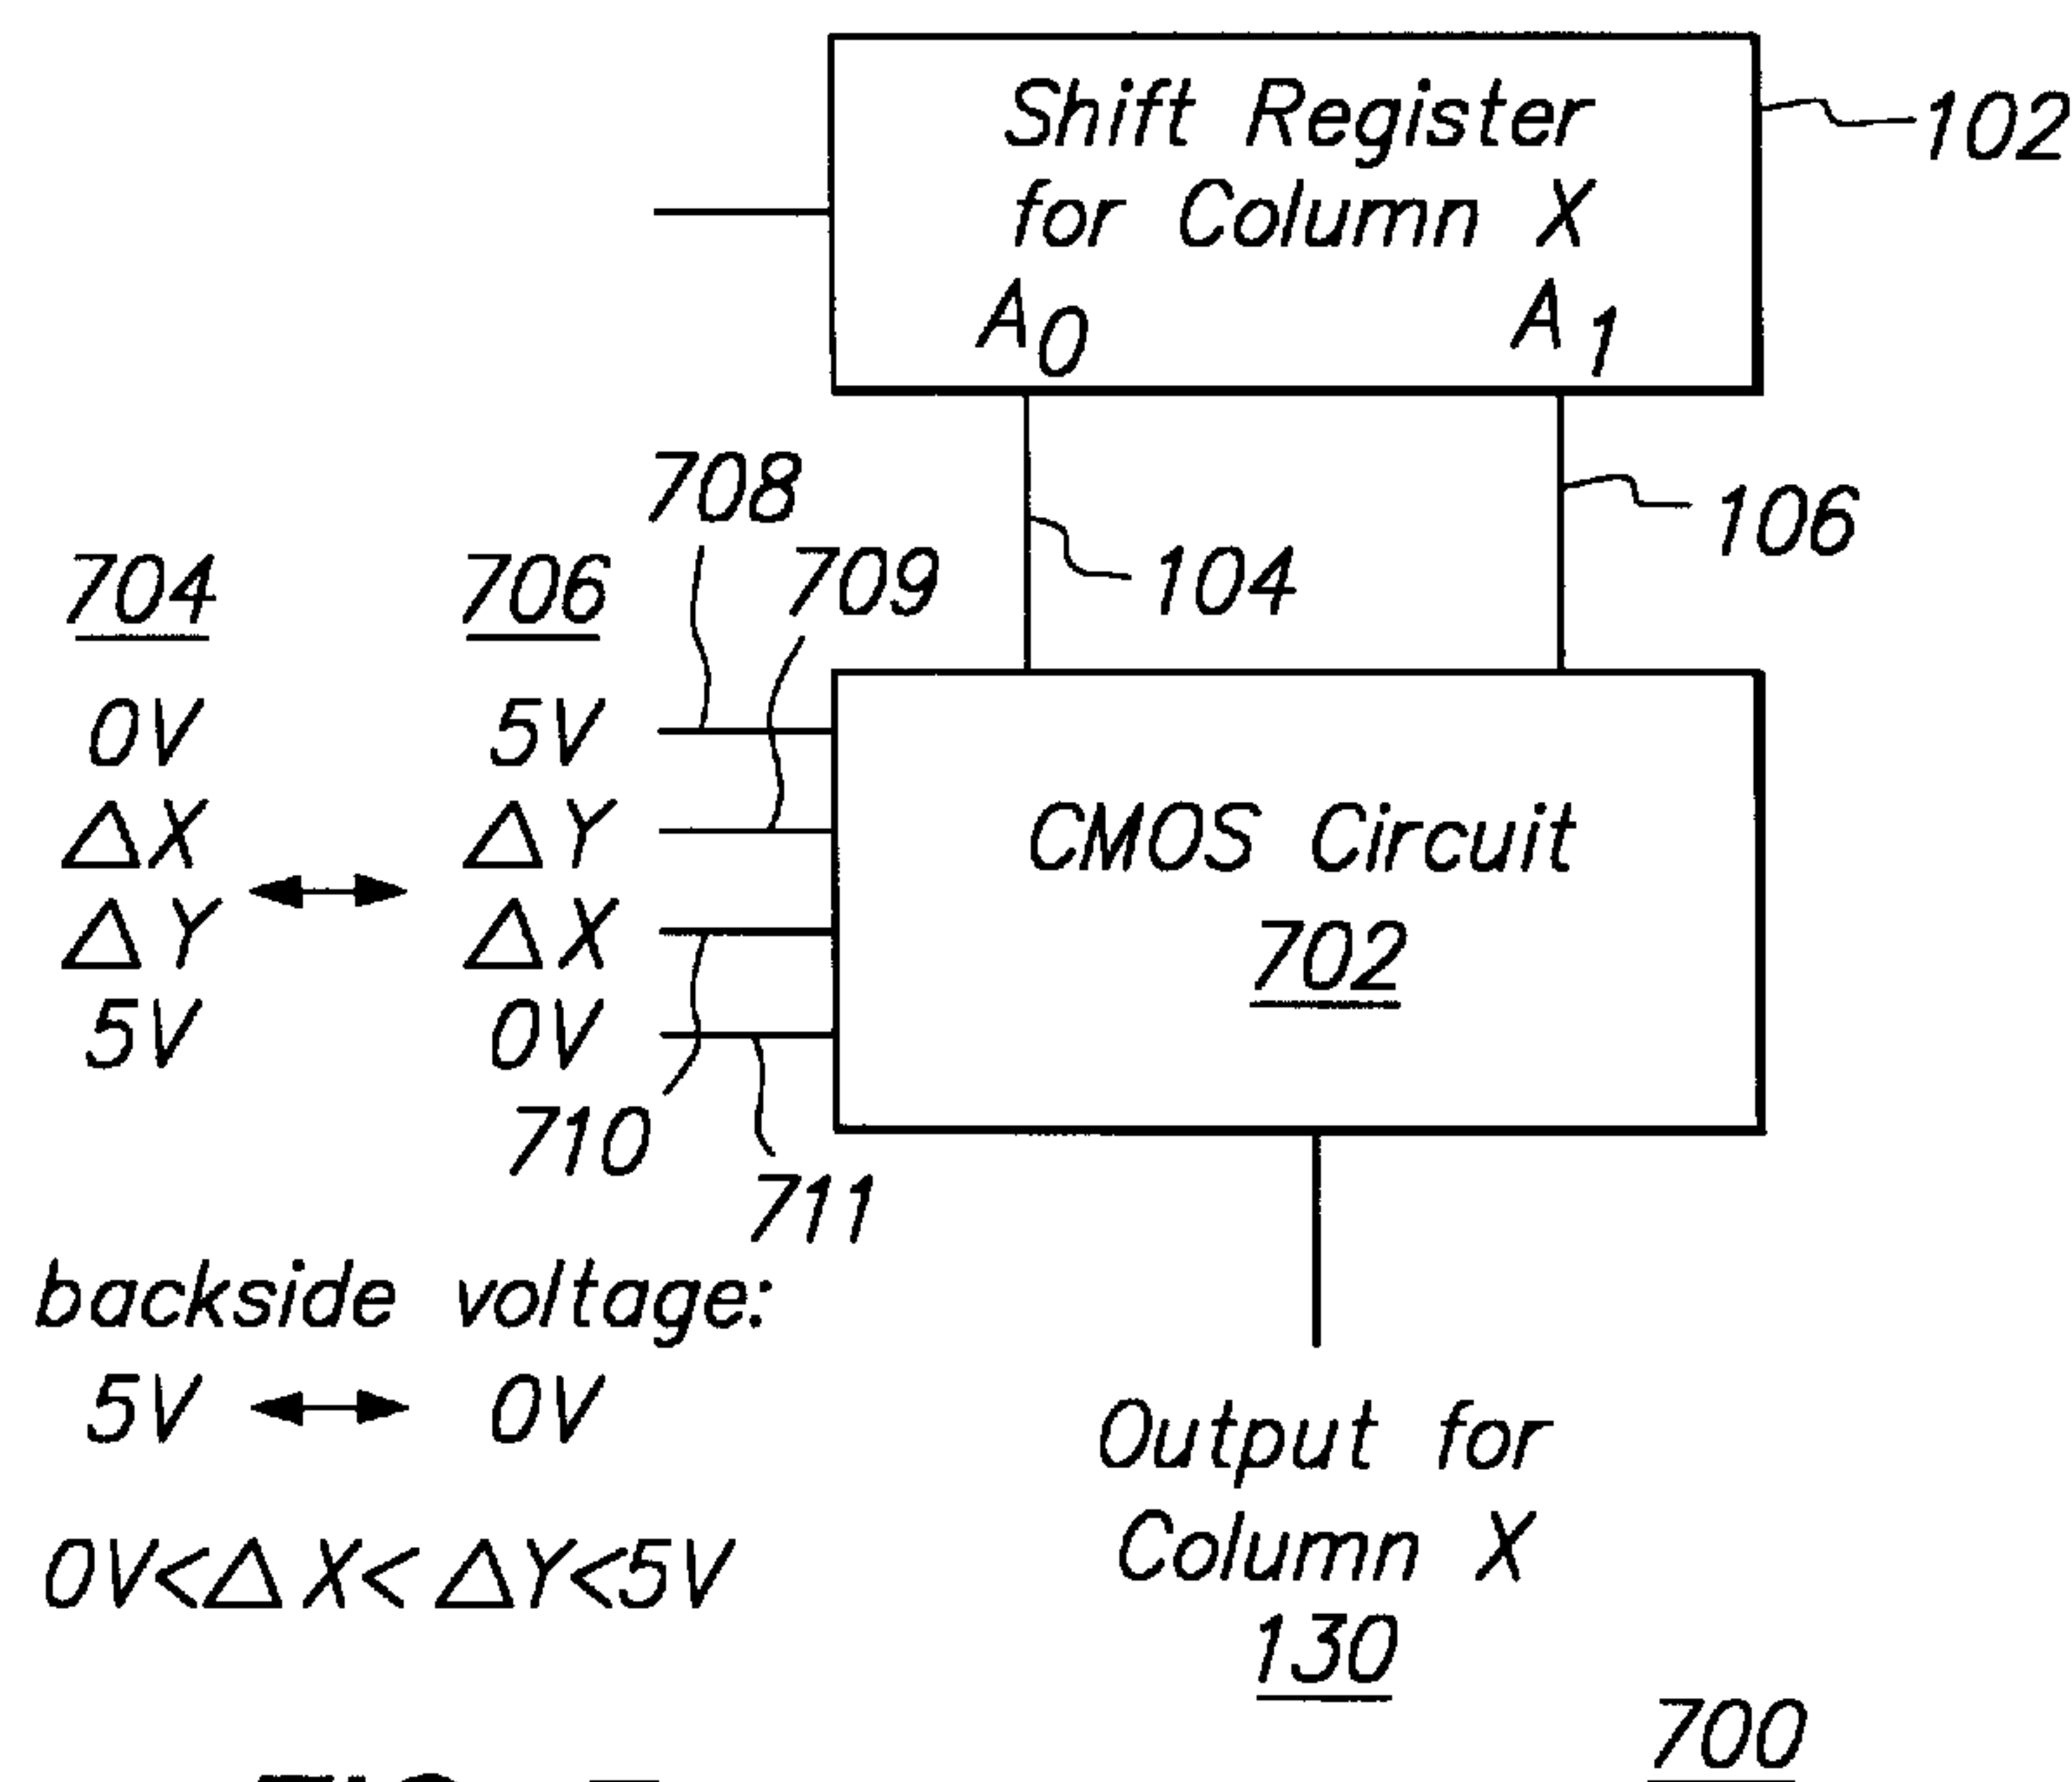 Shift Register
for Column X
A0 A1
102
708
709
104
106
704 706
0V 5V
ΔX ΔY
ΔY ΔX
5V 0V
CMOS Circuit
702
710
711
backside voltage:
5V 0V
0V<ΔX<ΔY<5V
Output for
Column X
130
700